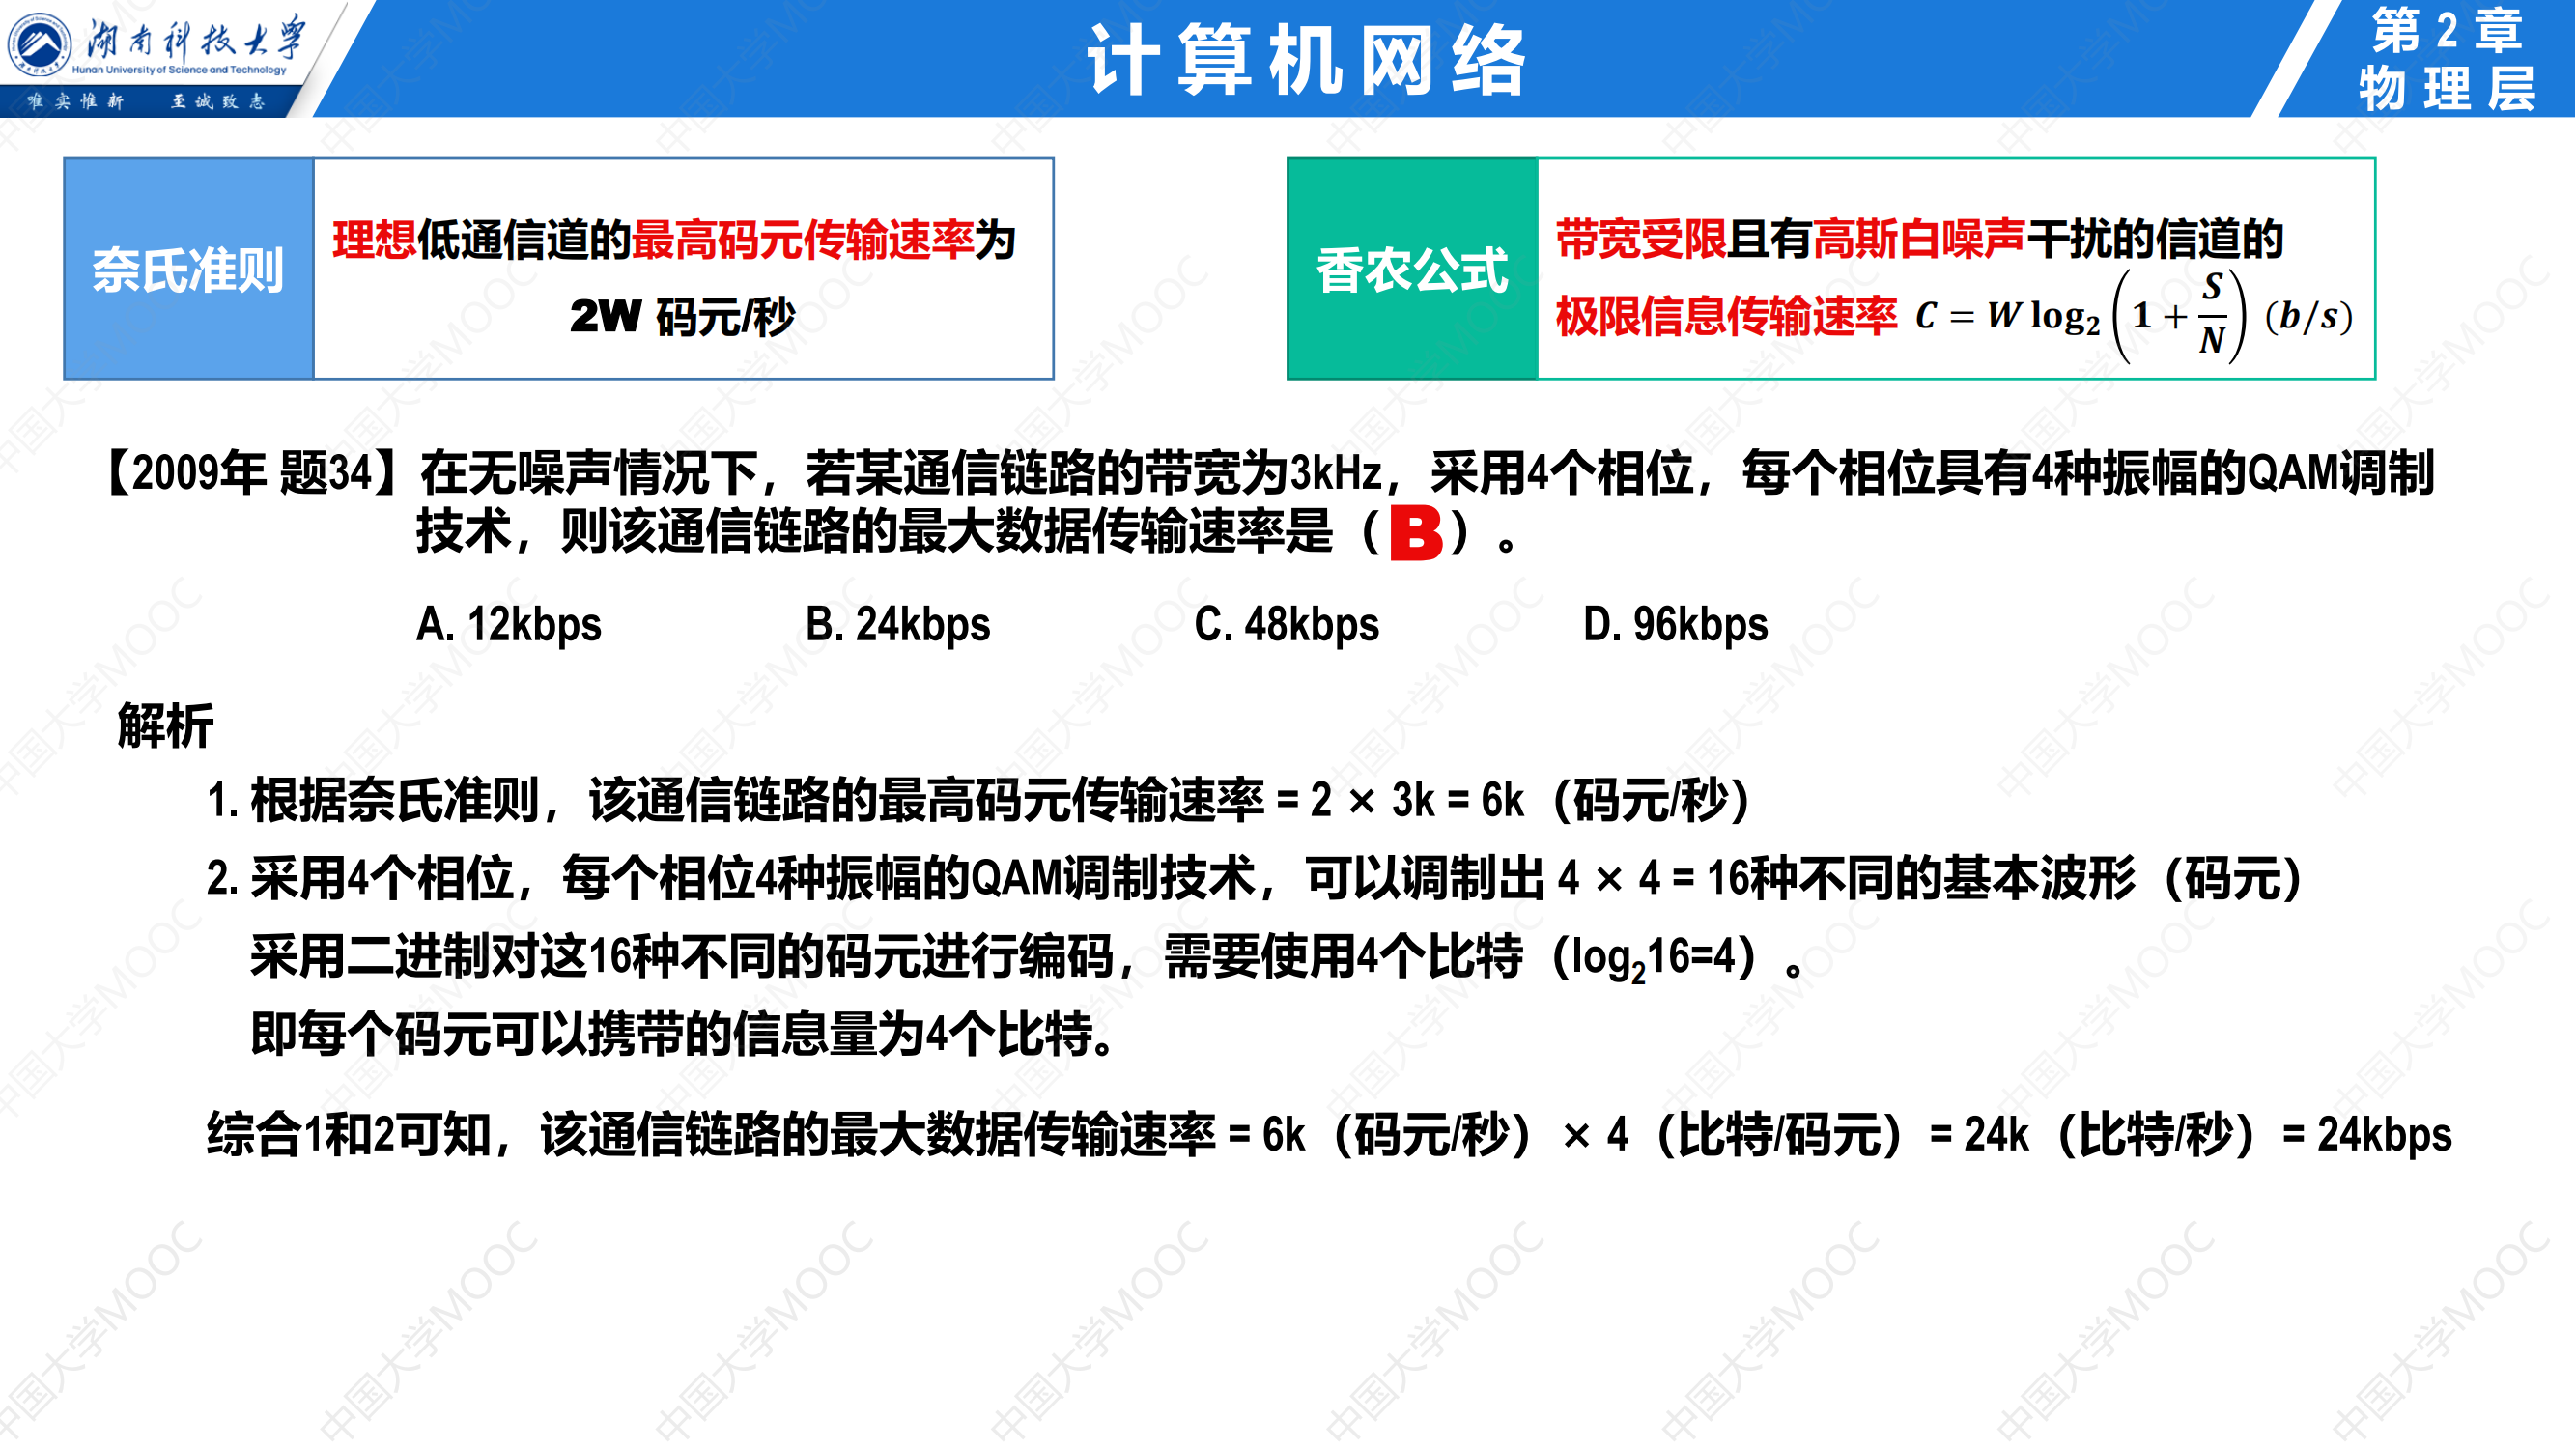 湖南科技大学
Hunan University of Science and Technology
唯实惟新 至诚致志
计算机网络
第 2 章
物 理 层
奈氏准则
理想低通信道的最高码元传输速率为
2W 码元/秒
香农公式
带宽受限且有高斯白噪声干扰的信道的
极限信息传输速率 C = W log₂ (1 + S/N) (b/s)
【2009年 题34】在无噪声情况下，若某通信链路的带宽为3kHz，采用4个相位，每个相位具有4种振幅的QAM调制
技术，则该通信链路的最大数据传输速率是（B）。
A. 12kbps B. 24kbps C. 48kbps D. 96kbps
解析
1. 根据奈氏准则，该通信链路的最高码元传输速率 = 2 × 3k = 6k（码元/秒）
2. 采用4个相位，每个相位4种振幅的QAM调制技术，可以调制出 4 × 4 = 16种不同的基本波形（码元）
采用二进制对这16种不同的码元进行编码，需要使用4个比特（log₂16=4）。
即每个码元可以携带的信息量为4个比特。
综合1和2可知，该通信链路的最大数据传输速率 = 6k（码元/秒）× 4（比特/码元）= 24k（比特/秒）= 24kbps
中国大学MOOC